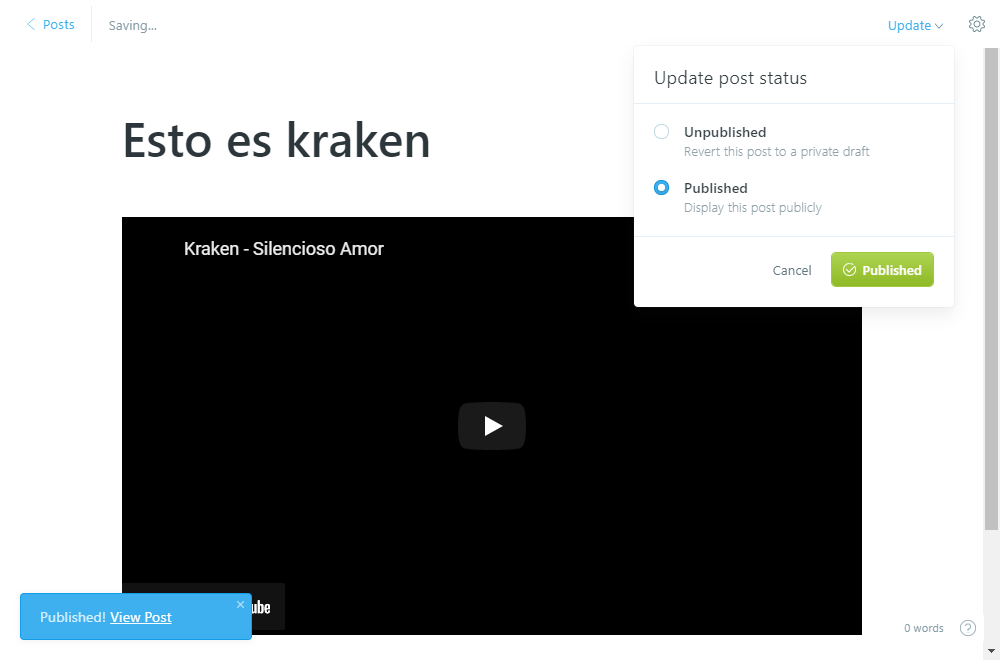 Posts
Saving...
Update
Update post status
Unpublished
Revert this post to a private draft
Published
Display this post publicly
Cancel
Published
Esto es kraken
Kraken - Silencioso Amor
Published! View Post
0 words
?